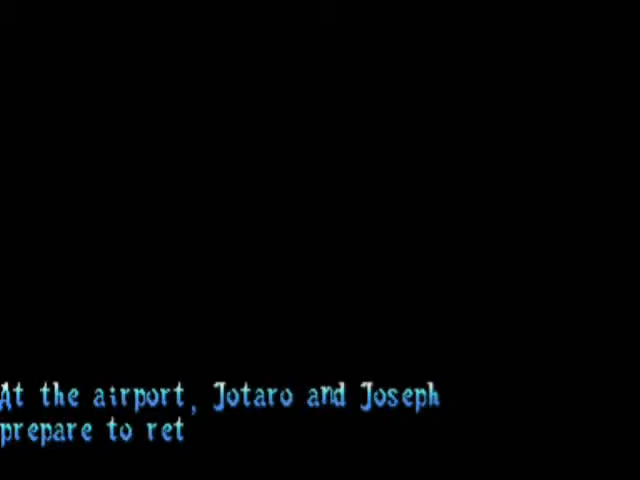 At the airport, Jotaro and Joseph
prepare to ret